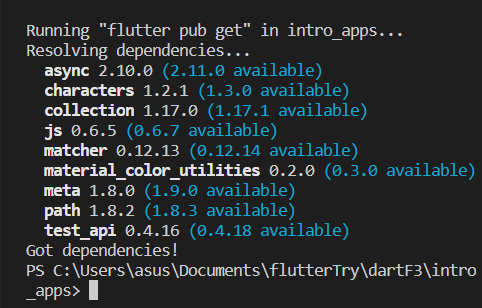 Running "flutter pub get" in intro_apps...
Resolving dependencies...
async 2.10.0 (2.11.0 available)
characters 1.2.1 (1.3.0 available)
collection 1.17.0 (1.17.1 available)
js 0.6.5 (0.6.7 available)
matcher 0.12.13 (0.12.14 available)
material_color_utilities 0.2.0 (0.3.0 available)
meta 1.8.0 (1.9.0 available)
path 1.8.2 (1.8.3 available)
test_api 0.4.16 (0.4.18 available)
Got dependencies!
PS C:\Users\asus\Documents\flutterTry\dartF3\intro
_apps>